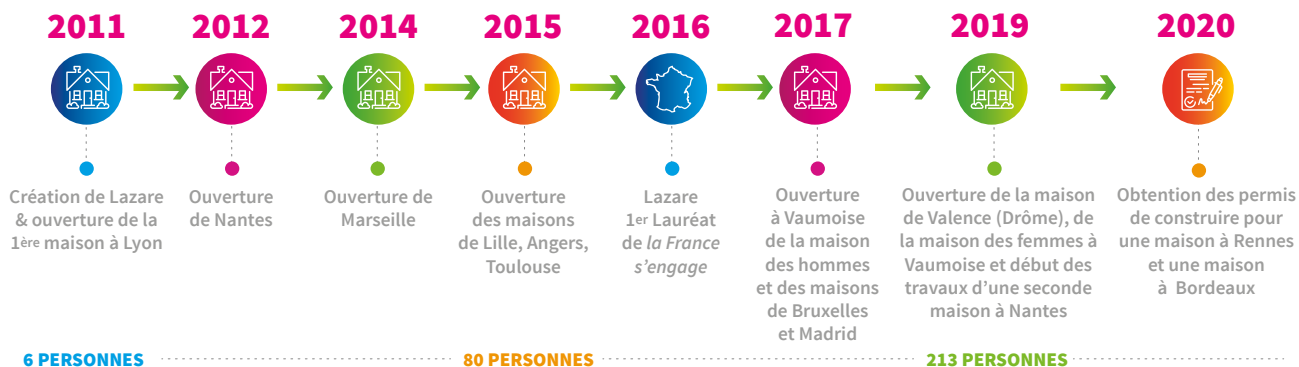 2011
2012
2014
2015
2016
2017
2019
2020
Création de Lazare
& ouverture de la
1ère maison à Lyon
Ouverture
de Nantes
Ouverture de
Marseille
Ouverture
des maisons
de Lille, Angers,
Toulouse
Lazare
1er Lauréat
de la France
s'engage
Ouverture
à Vaumoise
de la maison
des hommes
et des maisons
de Bruxelles
et Madrid
Ouverture de la maison
de Valence (Drôme), de
la maison des femmes à
Vaumoise et début des
travaux d'une seconde
maison à Nantes
Obtention des permis
de construire pour
une maison à Rennes
et une maison
à Bordeaux
6 PERSONNES
80 PERSONNES
213 PERSONNES